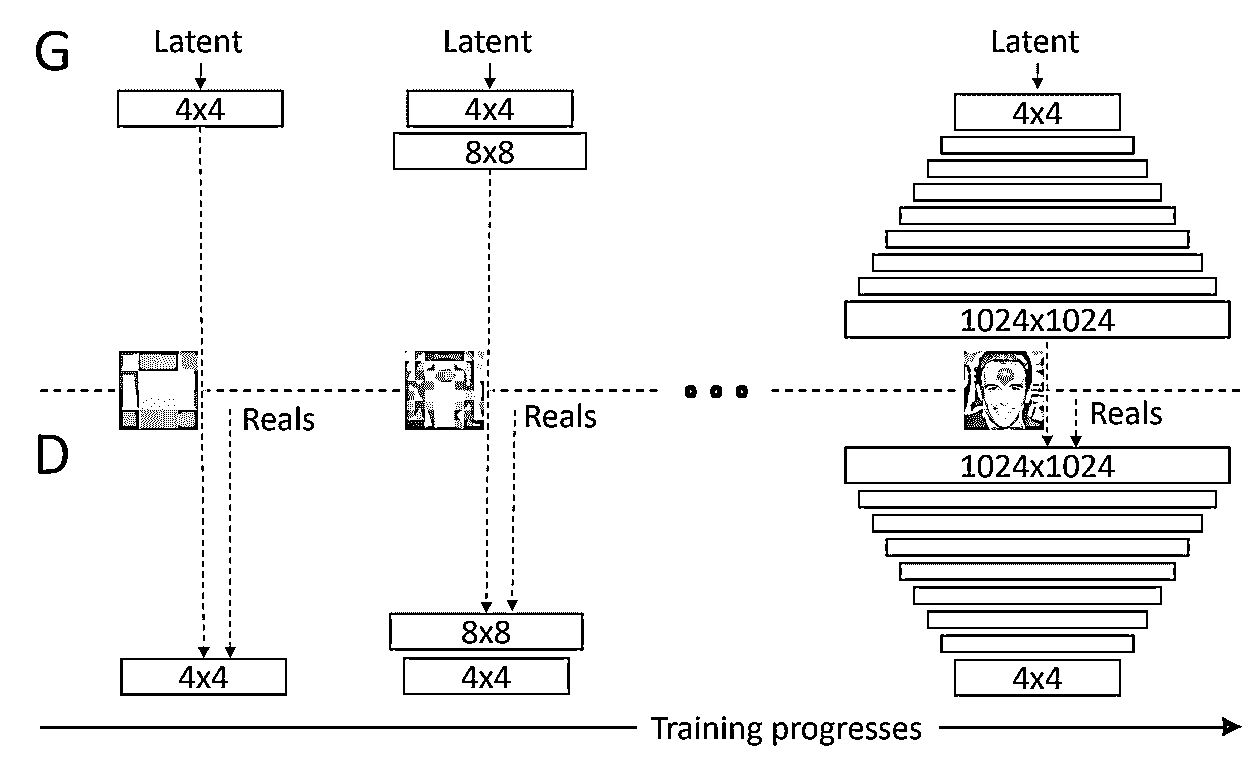 G
Latent
Latent
Latent
4x4
4x4
4x4
8x8
1024x1024
Reals
Reals
Reals
D
1024x1024
8x8
4x4
4x4
4x4
Training progresses